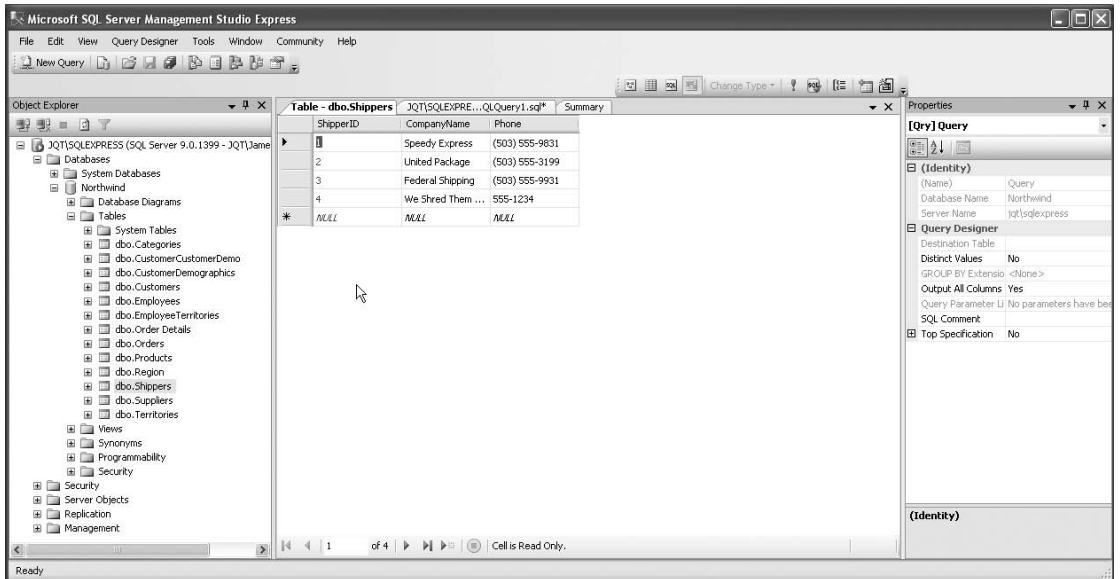 Microsoft SQL Server Management Studio Express
File Edit View Query Designer Tools Window Community Help
New Query
Change Type
Object Explorer
JQT\SQLEXPRESS (SQL Server 9.0.1399 - JQT\Jame
Databases
System Databases
Northwind
Database Diagrams
Tables
System Tables
dbo.Categories
dbo.CustomerCustomerDemo
dbo.CustomerDemographics
dbo.Customers
dbo.Employees
dbo.EmployeeTerritories
dbo.Order Details
dbo.Orders
dbo.Products
dbo.Region
dbo.Shippers
dbo.Suppliers
dbo.Territories
Views
Synonyms
Programmability
Security
Security
Server Objects
Replication
Management
Table - dbo.Shippers JQT\SQLEXPRE...QLQuery1.sql* Summary
ShipperID CompanyName Phone
1 Speedy Express (503) 555-9831
2 United Package (503) 555-3199
3 Federal Shipping (503) 555-9931
4 We Shred Them ... 555-1234
NULL NULL NULL
1 of 4 Cell is Read Only.
Properties
[Qry] Query
(Identity)
(Name) Query
Database Name Northwind
Server Name jqt\sqlexpress
Query Designer
Destination Table
Distinct Values No
GROUP BY Extensio <None>
Output All Columns Yes
Query Parameter Li No parameters have bee
SQL Comment
Top Specification No
(Identity)
Ready